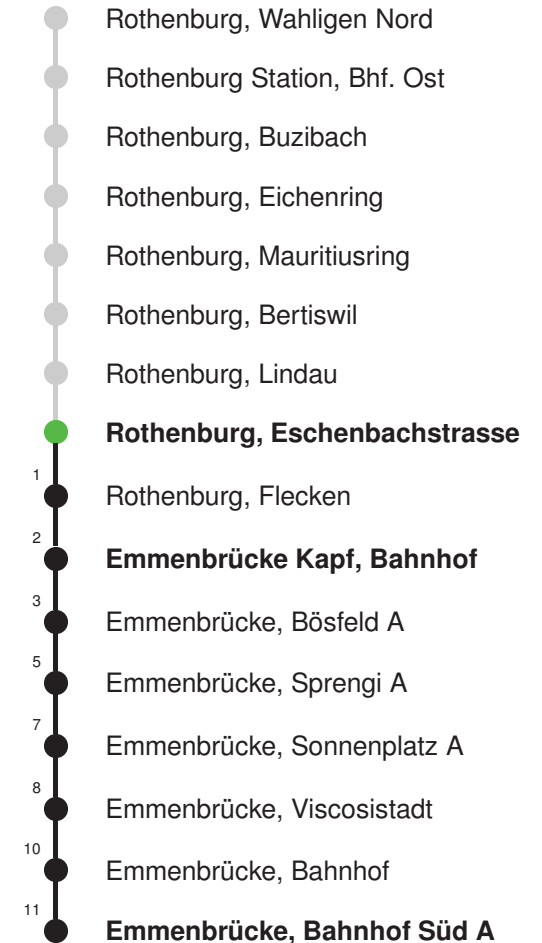 Rothenburg, Wahligen Nord
Rothenburg Station, Bhf. Ost
Rothenburg, Buzibach
Rothenburg, Eichenring
Rothenburg, Mauritiusring
Rothenburg, Bertiswil
Rothenburg, Lindau
Rothenburg, Eschenbachstrasse
1 Rothenburg, Flecken
2 Emmenbrücke Kapf, Bahnhof
3 Emmenbrücke, Bösfeld A
5 Emmenbrücke, Sprengi A
7 Emmenbrücke, Sonnenplatz A
8 Emmenbrücke, Viscosistadt
10 Emmenbrücke, Bahnhof
11 Emmenbrücke, Bahnhof Süd A